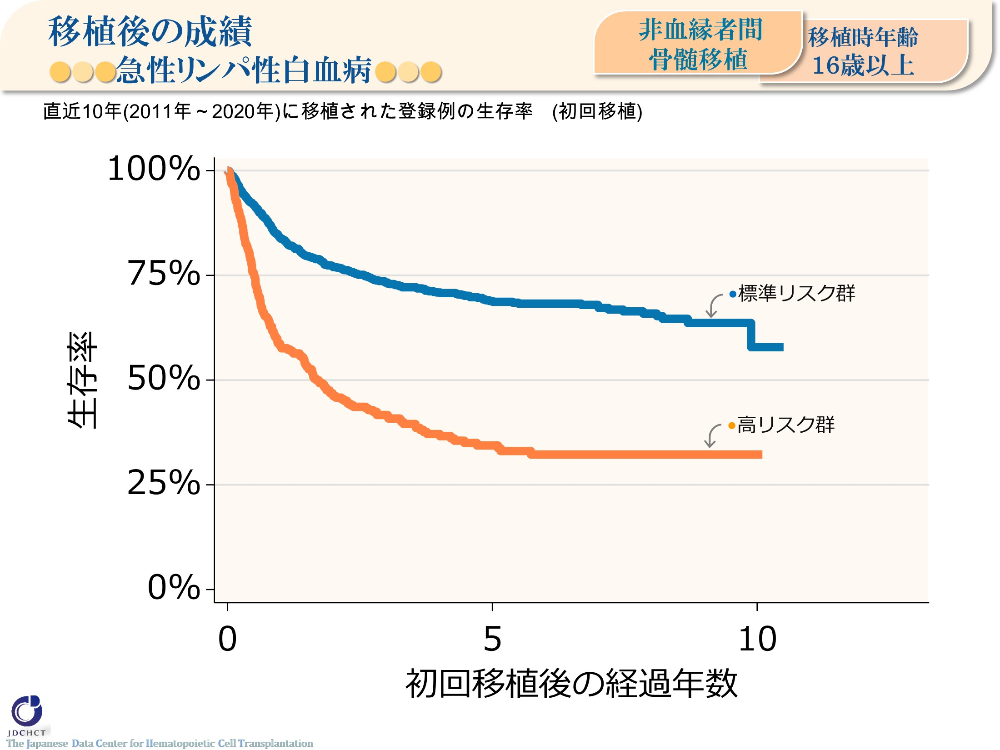 移植後の成績
急性リンパ性白血病
非血縁者間
骨髄移植
移植時年齢
16歳以上
直近10年(2011年～2020年)に移植された登録例の生存率　(初回移植)
100%
75%
50%
25%
0%
生存率
標準リスク群
高リスク群
0
5
10
初回移植後の経過年数
JDCHCT
The Japanese Data Center for Hematopoietic Cell Transplantation